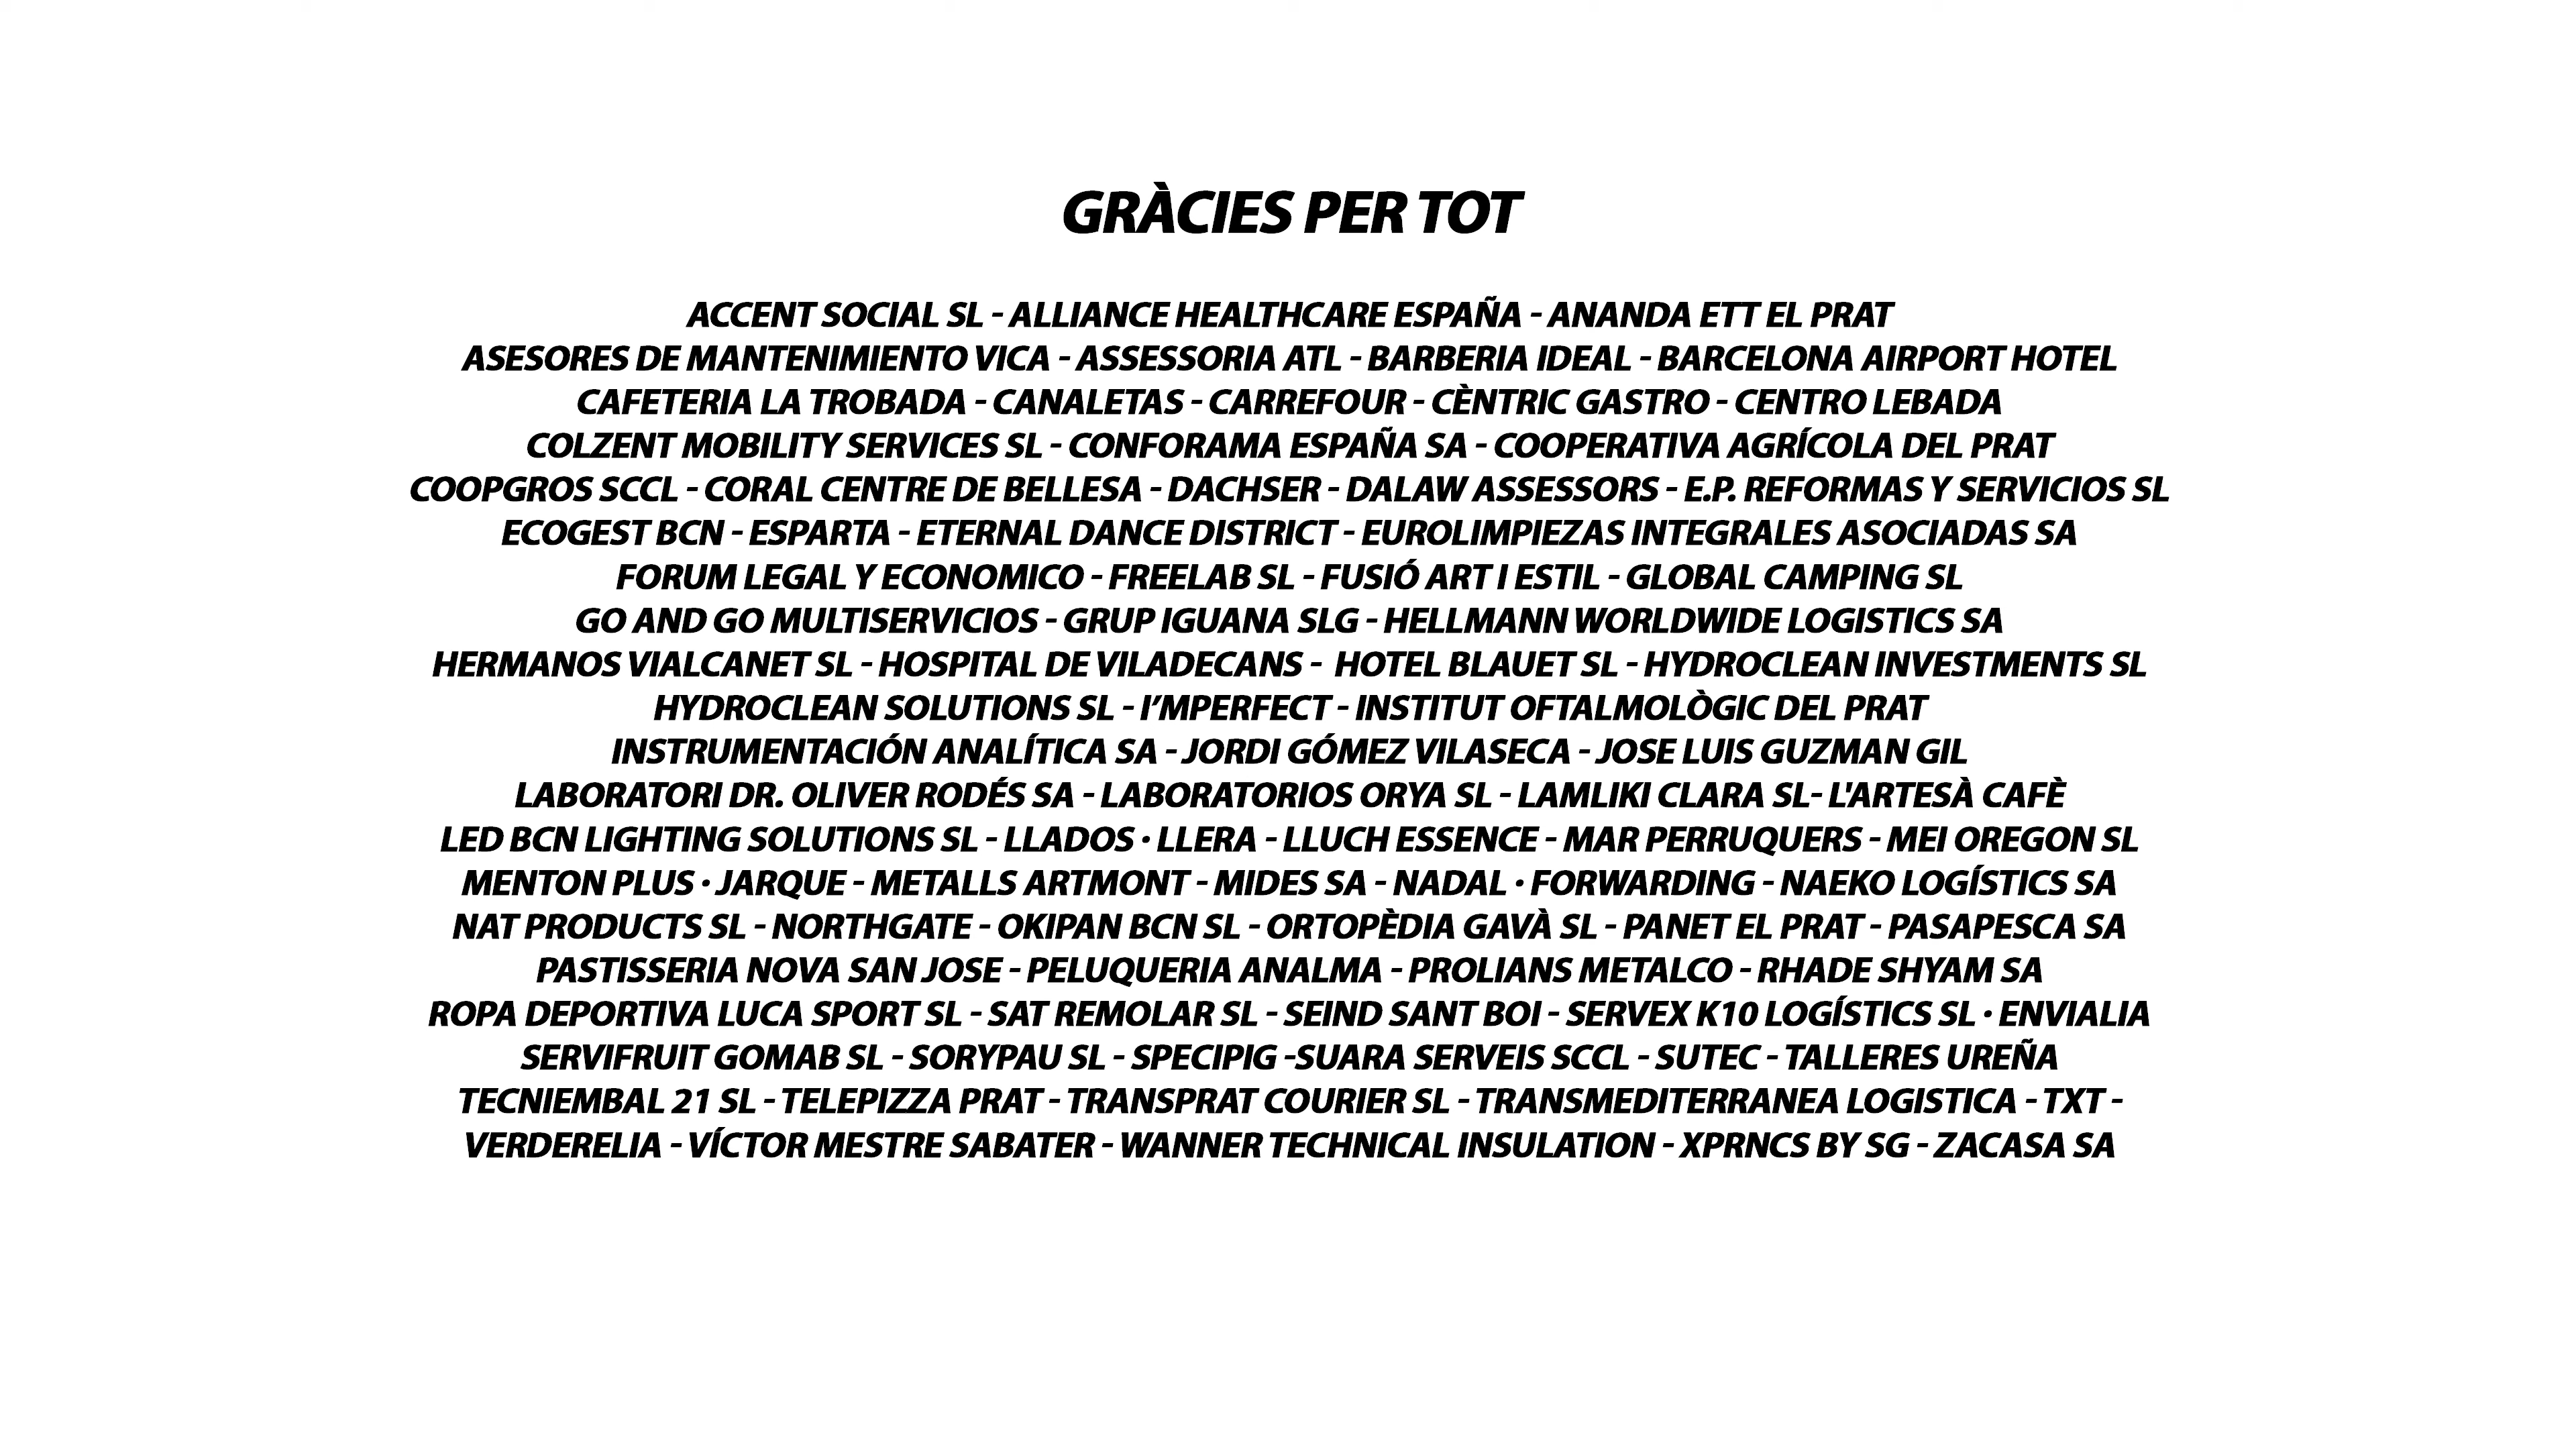 GRÀCIES PER TOT
ACCENT SOCIAL SL - ALLIANCE HEALTHCARE ESPAÑA - ANANDA ETT EL PRAT
ASESORES DE MANTENIMIENTO VICA - ASSESSORIA ATL - BARBERIA IDEAL - BARCELONA AIRPORT HOTEL
CAFETERIA LA TROBADA - CANALETAS - CARREFOUR - CÈNTRIC GASTRO - CENTRO LEBADA
COLZENT MOBILITY SERVICES SL - CONFORAMA ESPAÑA SA - COOPERATIVA AGRÍCOLA DEL PRAT
COOPGROS SCCL - CORAL CENTRE DE BELLESA - DACHSER - DALAW ASSESSORS - E.P. REFORMAS Y SERVICIOS SL
ECOGEST BCN - ESPARTA - ETERNAL DANCE DISTRICT - EUROLIMPIEZAS INTEGRALES ASOCIADAS SA
FORUM LEGAL Y ECONOMICO - FREELAB SL - FUSIÓ ART I ESTIL - GLOBAL CAMPING SL
GO AND GO MULTISERVICIOS - GRUP IGUANA SLG - HELLMANN WORLDWIDE LOGISTICS SA
HERMANOS VIALCANET SL - HOSPITAL DE VILADECANS - HOTEL BLAUET SL - HYDROCLEAN INVESTMENTS SL
HYDROCLEAN SOLUTIONS SL - I’MPERFECT - INSTITUT OFTALMOLÒGIC DEL PRAT
INSTRUMENTACIÓN ANALÍTICA SA - JORDI GÓMEZ VILASECA - JOSE LUIS GUZMAN GIL
LABORATORI DR. OLIVER RODÉS SA - LABORATORIOS ORYA SL - LAMLIKI CLARA SL- L'ARTESÀ CAFÈ
LED BCN LIGHTING SOLUTIONS SL - LLADOS · LLERA - LLUCH ESSENCE - MAR PERRUQUERS - MEI OREGON SL
MENTON PLUS · JARQUE - METALLS ARTMONT - MIDES SA - NADAL · FORWARDING - NAEKO LOGÍSTICS SA
NAT PRODUCTS SL - NORTHGATE - OKIPAN BCN SL - ORTOPÈDIA GAVÀ SL - PANET EL PRAT - PASAPESCA SA
PASTISSERIA NOVA SAN JOSE - PELUQUERIA ANALMA - PROLIANS METALCO - RHADE SHYAM SA
ROPA DEPORTIVA LUCA SPORT SL - SAT REMOLAR SL - SEIND SANT BOI - SERVEX K10 LOGÍSTICS SL · ENVIALIA
SERVIFRUIT GOMAB SL - SORYPAU SL - SPECIPIG -SUARA SERVEIS SCCL - SUTEC - TALLERES UREÑA
TECNIEMBAL 21 SL - TELEPIZZA PRAT - TRANSPRAT COURIER SL - TRANSMEDITERRANEA LOGISTICA - TXT -
VERDERELIA - VÍCTOR MESTRE SABATER - WANNER TECHNICAL INSULATION - XPRNCS BY SG - ZACASA SA